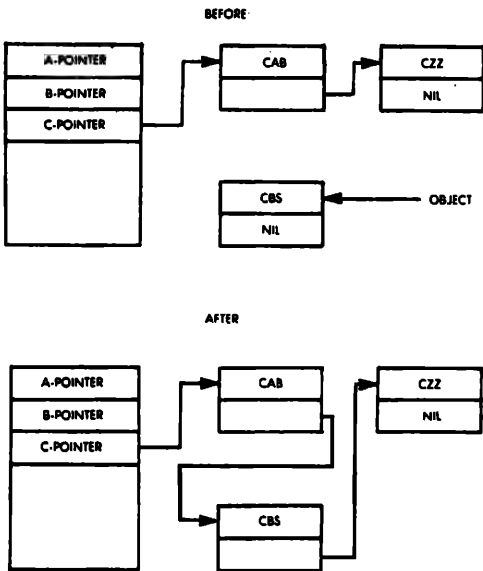 BEFORE
A-POINTER
B-POINTER
C-POINTER
CAB
CZZ
NIL
CBS
NIL
OBJECT
AFTER
A-POINTER
B-POINTER
C-POINTER
CAB
CZZ
NIL
CBS